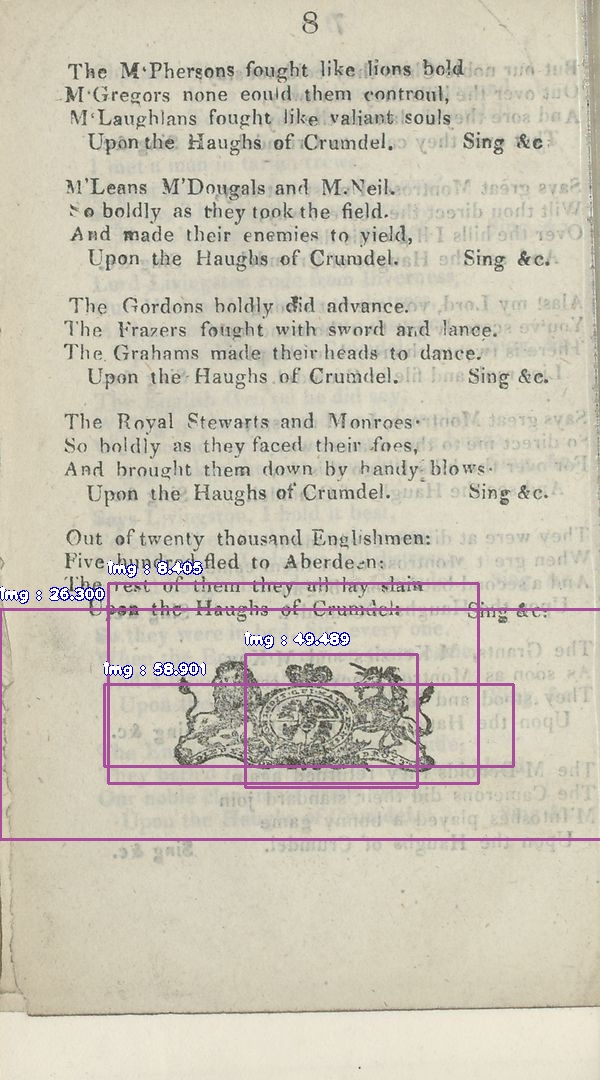 8
The M'Phersons fought like lions bold
M'Gregors none could them controul,
M'Laughlans fought like valiant souls
Upon the Haughs of Crumdel. Sing &c.
M'Leans M'Dougals and M.Neil.
So boldly as they took the field.
And made their enemies to yield,
Upon the Haughs of Crumdel. Sing &c.
The Gordons boldly did advance.
The Frazers fought with sword and lance.
The Grahams made their heads to dance.
Upon the Haughs of Crumdel. Sing &c.
The Royal Stewarts and Monroes.
So boldly as they faced their foes,
And brought them down by handy-blows.
Upon the Haughs of Crumdel. Sing &c.
Out of twenty thousand Englishmen:
Five hundred fled to Aberdeen:
img : 8.405
The rest of them they all lay slain
img : 26.300
Upon the Haughs of Crumdel: Sing &c:
img : 49.489
img : 58.901